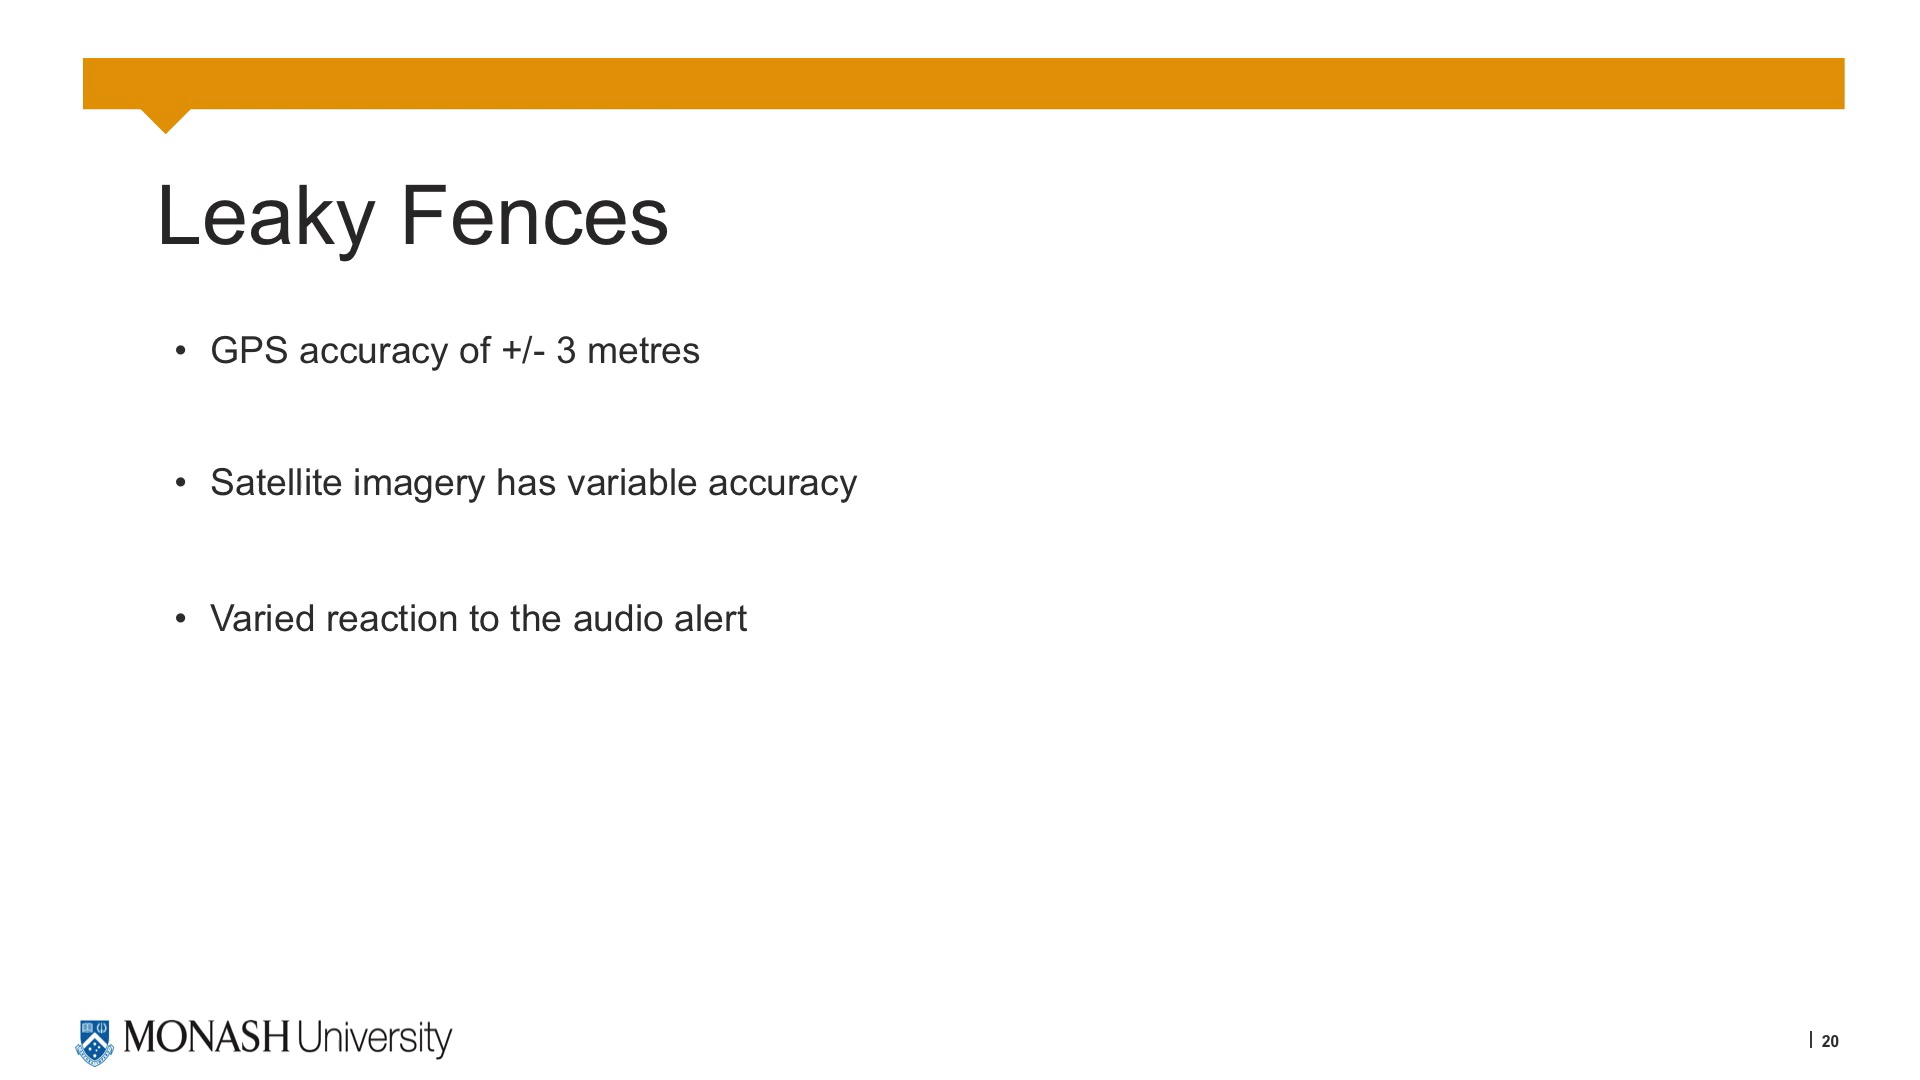 Leaky Fences
• GPS accuracy of +/- 3 metres
• Satellite imagery has variable accuracy
• Varied reaction to the audio alert
MONASH University
| 20